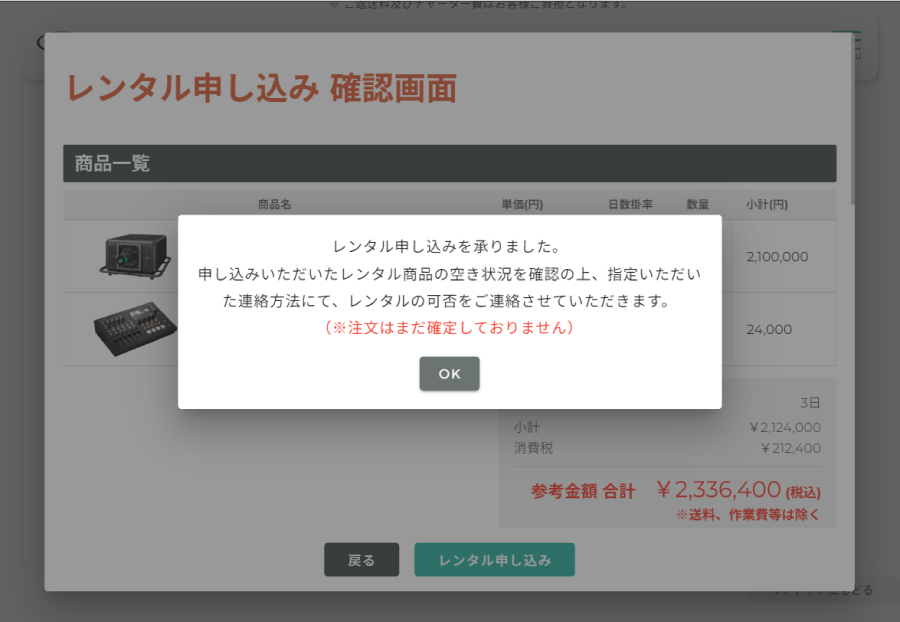 ※ ご返送料及びチャーター費はお客様ご負担となります。
レンタル申し込み 確認画面
商品一覧
商品名 単価(円) 日数掛率 数量 小計(円)
2,100,000
24,000
レンタル申し込みを承りました。
申し込みいただいたレンタル商品の空き状況を確認の上、指定いただい
た連絡方法にて、レンタルの可否をご連絡させていただきます。
(※注文はまだ確定しておりません)
OK
3日
小計 ¥2,124,000
消費税 ¥212,400
参考金額 合計 ¥2,336,400 (税込)
※送料、作業費等は除く
戻る レンタル申し込み